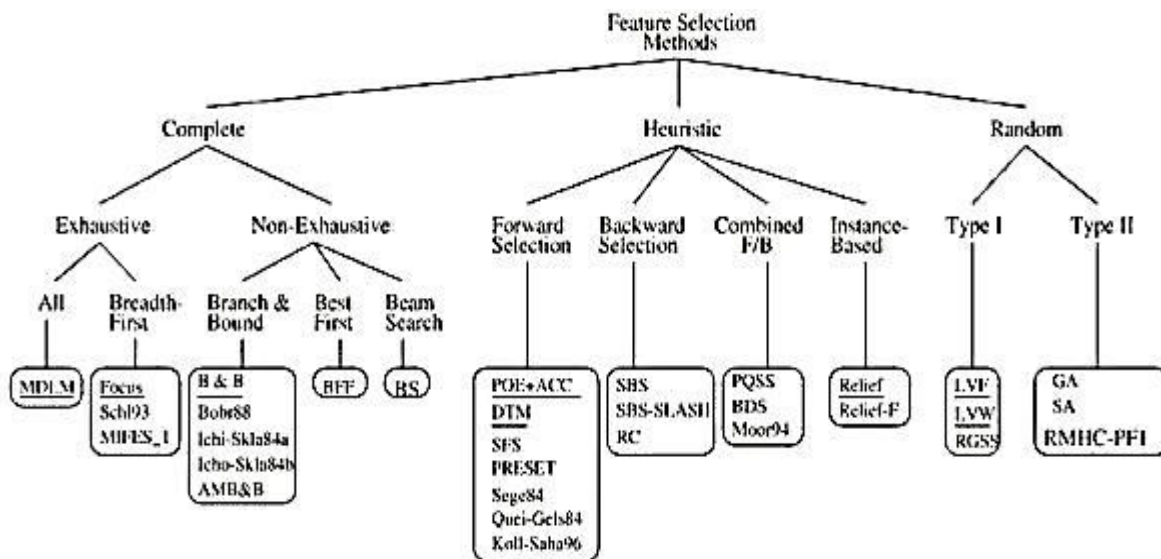 Feature Selection
Methods
Complete
Heuristic
Random
Exhaustive
Non-Exhaustive
Forward
Selection
Backward
Selection
Combined
F/B
Instance-
Based
Type I
Type II
All
Breadth-
First
Branch &
Bound
Best
First
Beam
Search
MDLM
Focus
Schl93
MIFES_1
B & B
Bobr88
Ichi-Skla84a
Icho-Skla84b
AMB&B
BFF
BS
POE+ACC
DTM
SFS
PRESET
Sege84
Quei-Gels84
Koll-Saha96
SBS
SBS-SLASH
RC
PQSS
BDS
Moor94
Relief
Relief-F
LVF
LVW
RGSS
GA
SA
RMHC-PF1